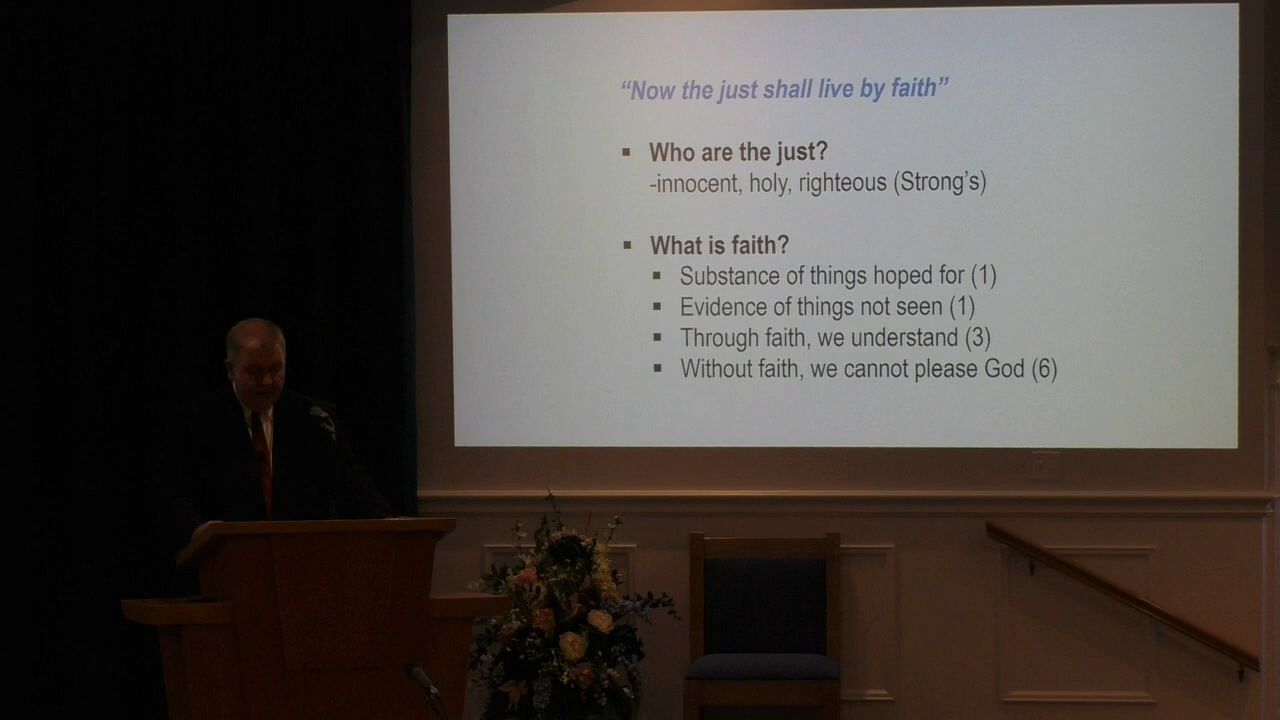 “Now the just shall live by faith”
▪ Who are the just?
-innocent, holy, righteous (Strong’s)
▪ What is faith?
▪ Substance of things hoped for (1)
▪ Evidence of things not seen (1)
▪ Through faith, we understand (3)
▪ Without faith, we cannot please God (6)